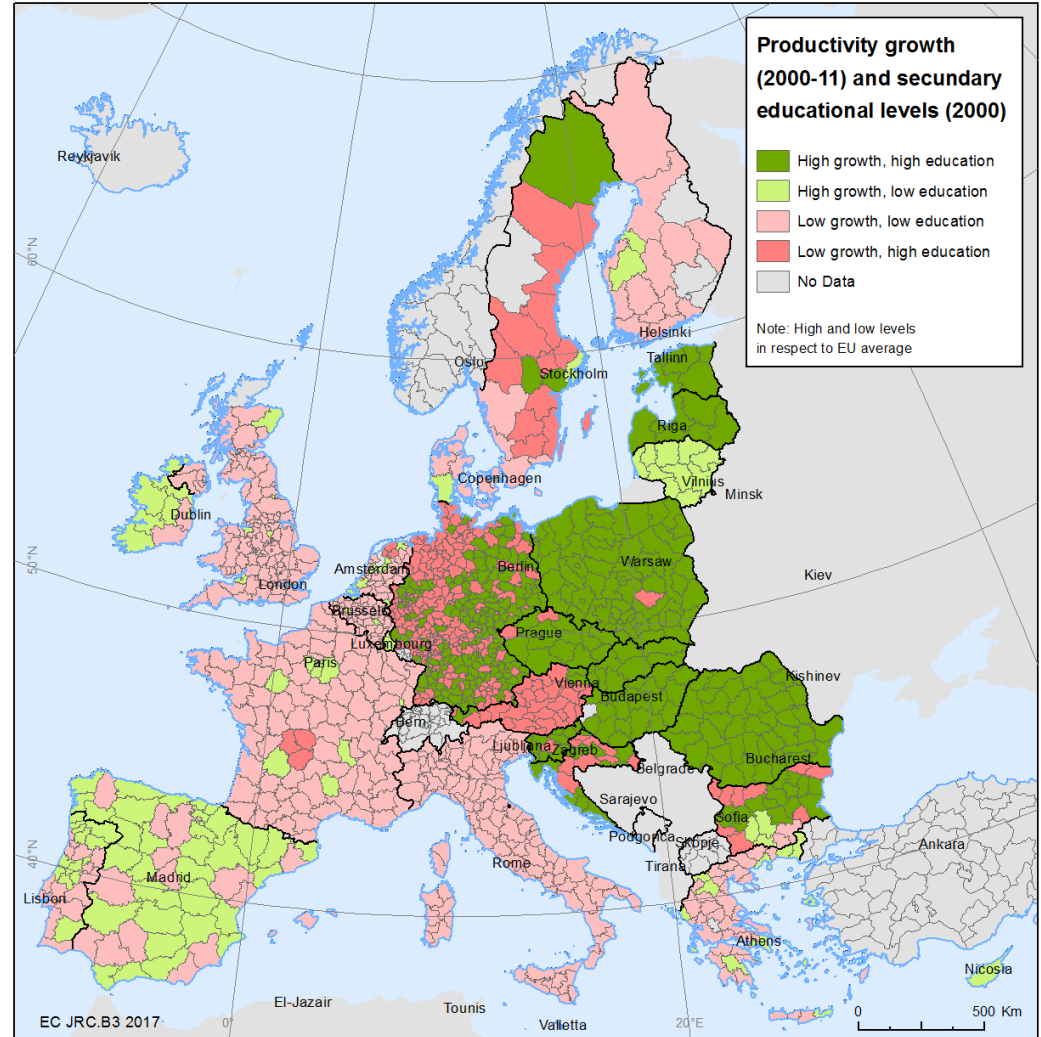 Productivity growth
(2000-11) and secundary
educational levels (2000)
High growth, high education
High growth, low education
Low growth, low education
Low growth, high education
No Data
Note: High and low levels
in respect to EU average
Reykjavik
60°N
Helsinki
Oslo
Tallinn
Stockholm
Riga
Copenhagen
Vilnius
Minsk
Dublin
50°N
Amsterdam
Berlin
Warsaw
Kiev
London
Brussels
Prague
Luxembourg
Paris
Vienna
Kishinev
Budapest
Bern
Ljubljana
Zagreb
Bucharest
Belgrade
Sarajevo
Sofia
Podgorica
Skopje
Ankara
40°N
Rome
Tirana
Madrid
Lisbon
Athens
Nicosia
El-Jazair
Tounis
0
500 Km
EC JRC.B3 2017
0°
Valletta
20°E